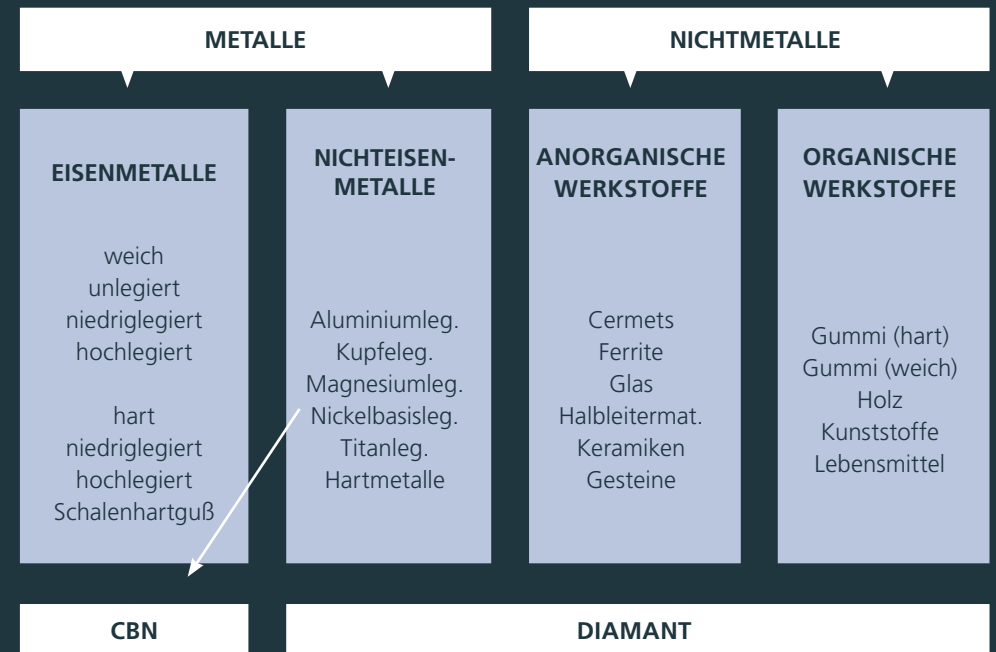 METALLE
NICHTMETALLE
EISENMETALLE
weich
unlegiert
niedriglegiert
hochlegiert
hart
niedriglegiert
hochlegiert
Schalenhartguß
NICHTEISEN-
METALLE
Aluminiumleg.
Kupfeleg.
Magnesiumleg.
Nickelbasisleg.
Titanleg.
Hartmetalle
ANORGANISCHE
WERKSTOFFE
Cermets
Ferrite
Glas
Halbleitermat.
Keramiken
Gesteine
ORGANISCHE
WERKSTOFFE
Gummi (hart)
Gummi (weich)
Holz
Kunststoffe
Lebensmittel
CBN
DIAMANT